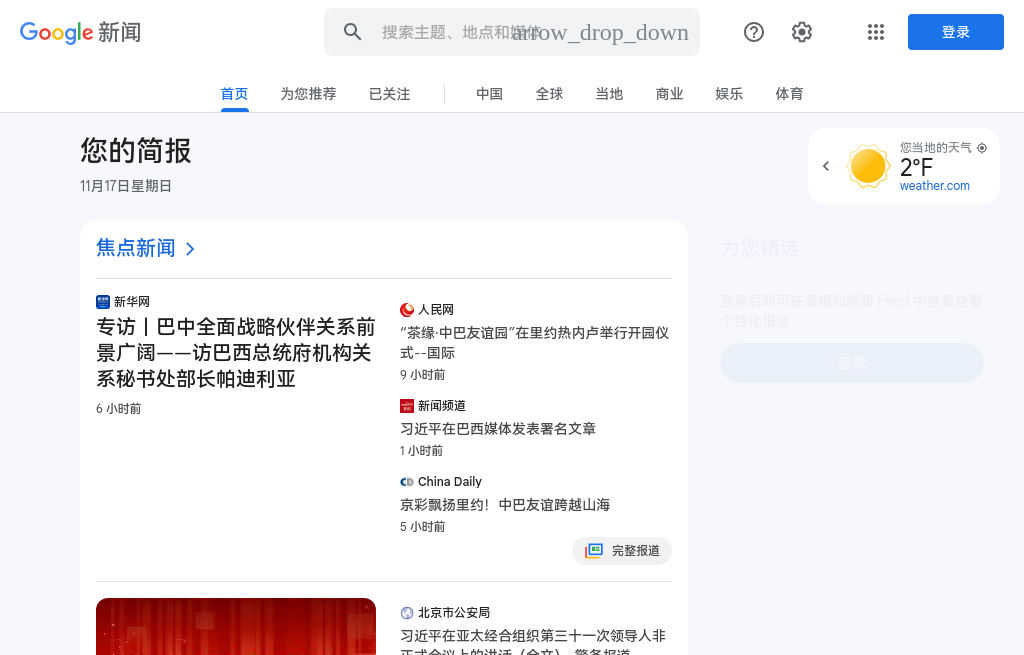 Google 新闻
搜索主题、地点和媒体
arrow_drop_down
登录
首页
为您推荐
已关注
中国
全球
当地
商业
娱乐
体育
您的简报
11月17日星期日
您当地的天气
2°F
weather.com
焦点新闻
新华网
专访丨巴中全面战略伙伴关系前
景广阔——访巴西总统府机构关
系秘书处部长帕迪利亚
6 小时前
人民网
“茶缘·中巴友谊园”在里约热内卢举行开园仪
式--国际
9 小时前
新闻频道
习近平在巴西媒体发表署名文章
1 小时前
China Daily
京彩飘扬里约！中巴友谊跨越山海
5 小时前
完整报道
为您精选
登录后即可在简报和新闻 Feed 中查看查看
个性化报道
登录
北京市公安局
习近平在亚太经合组织第三十一次领导人非
正式会议上的讲话（全文）_警务报道